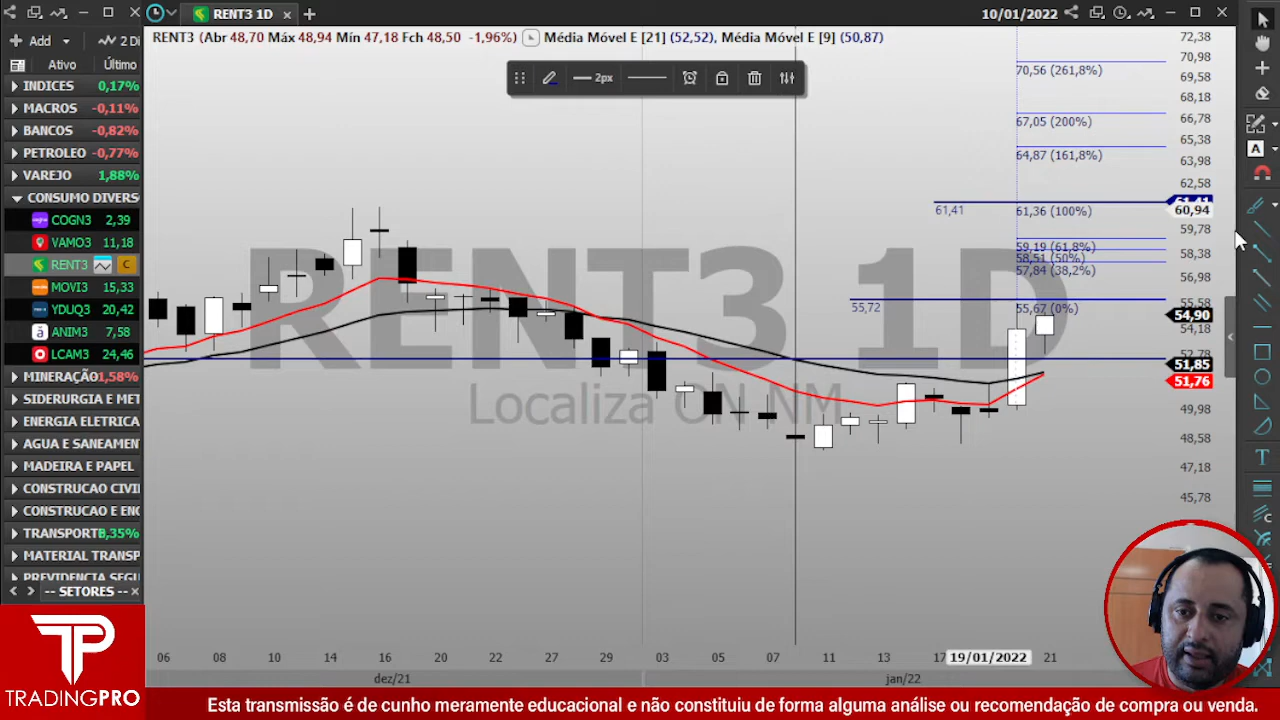 RENT3 1D
10/01/2022
Add
2 Di
Ativo
Último
INDICES 0,17%
MACROS -0,11%
BANCOS -0,82%
PETROLEO -0,77%
VAREJO 1,88%
CONSUMO DIVERS
COGN3 2,39
VAMO3 11,18
RENT3 C
MOVI3 15,33
YDUQ3 20,42
ANIM3 7,58
LCAM3 24,46
MINERAÇÃO 1,58%
SIDERURGIA E MET
ENERGIA ELETRICA
AGUA E SANEAMEN
MADEIRA E PAPEL
CONSTRUCAO CIVI
CONSTRUCAO E ENG
TRANSPORTE 0,35%
MATERIAL TRANSP
PREVIDENCIA SEGU
-- SETORES --
RENT3 (Abr 48,70 Máx 48,94 Mín 47,18 Fch 48,50 -1,96%) Média Móvel E [21] (52,52), Média Móvel E [9] (50,87)
2px
RENT3 1D
Localiza ON NM
70,56 (261,8%)
67,05 (200%)
64,87 (161,8%)
61,41
61,36 (100%)
59,19 (61,8%)
58,51 (50%)
57,84 (38,2%)
55,72
55,67 (0%)
72,38
70,98
69,58
68,18
66,78
65,38
63,98
62,58
61,41
60,94
59,78
58,38
56,98
55,58
54,90
54,18
52,78
51,85
51,76
49,98
48,58
47,18
45,78
06 08 10 14 16 20 22 27 29 03 05 07 11 13 17 19/01/2022 21
dez/21
jan/22
A
T
C
TRADINGPRO
Esta transmissão é de cunho meramente educacional e não constitui de forma alguma análise ou recomendação de compra ou venda.